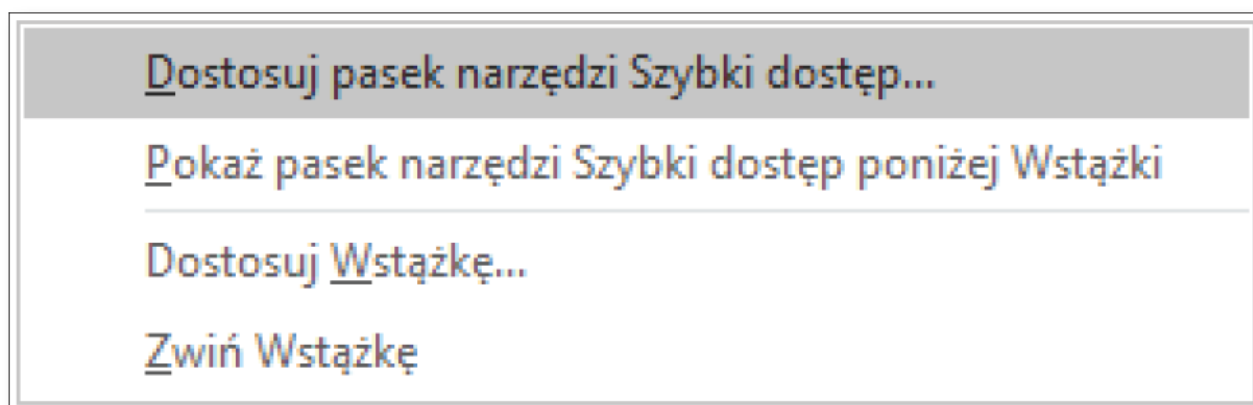 Dostosuj pasek narzędzi Szybki dostęp...
Pokaż pasek narzędzi Szybki dostęp poniżej Wstążki
Dostosuj Wstążkę...
Zwiń Wstążkę